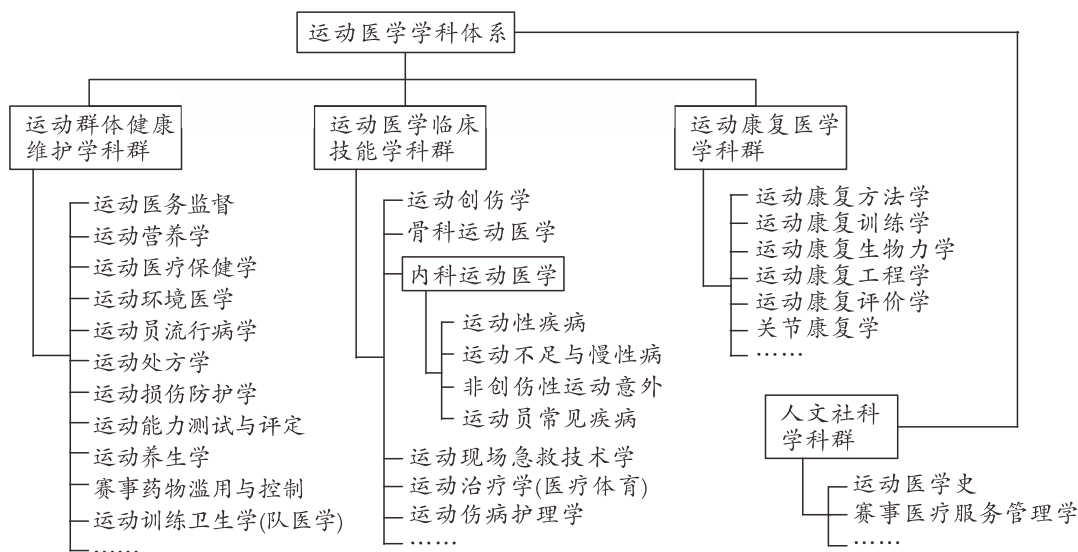 运动医学学科体系
运动群体健康
维护学科群
运动医务监督
运动营养学
运动医疗保健学
运动环境医学
运动员流行病学
运动处方学
运动损伤防护学
运动能力测试与评定
运动养生学
赛事药物滥用与控制
运动训练卫生学(队医学)
……
运动医学临床
技能学科群
运动创伤学
骨科运动医学
内科运动医学
运动性疾病
运动不足与慢性病
非创伤性运动意外
运动员常见疾病
运动现场急救技术学
运动治疗学(医疗体育)
运动伤病护理学
……
运动康复医学
学科群
运动康复方法学
运动康复训练学
运动康复生物力学
运动康复工程学
运动康复评价学
关节康复学
……
人文社科
学科群
运动医学史
赛事医疗服务管理学
……